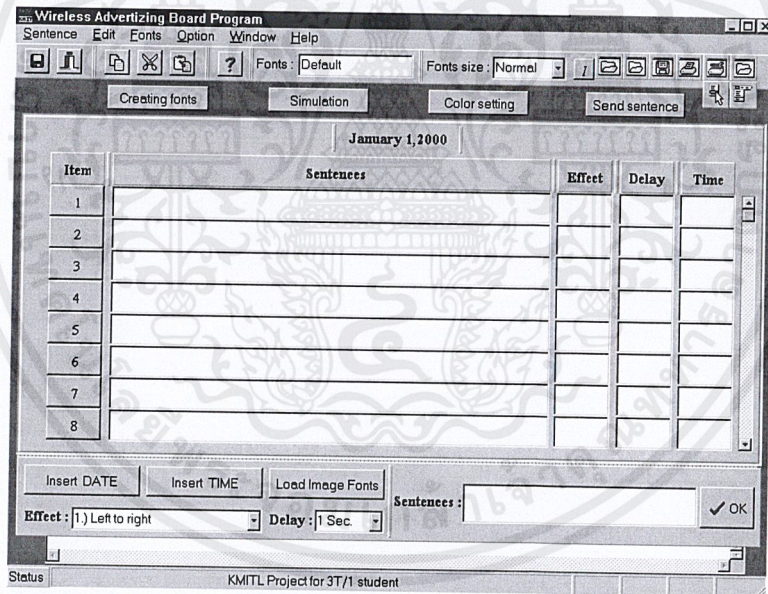 Wireless Advertizing Board Program
Sentence Edit Fonts Option Window Help
? Fonts : Default Fonts size : Normal 1
Creating fonts Simulation Color setting Send sentence
January 1,2000
Item Sentences Effect Delay Time
1
2
3
4
5
6
7
8
Insert DATE Insert TIME Load Image Fonts
Sentences : OK
Effect : 1.) Left to right Delay : 1 Sec.
Status KMITL Project for 3T/1 student